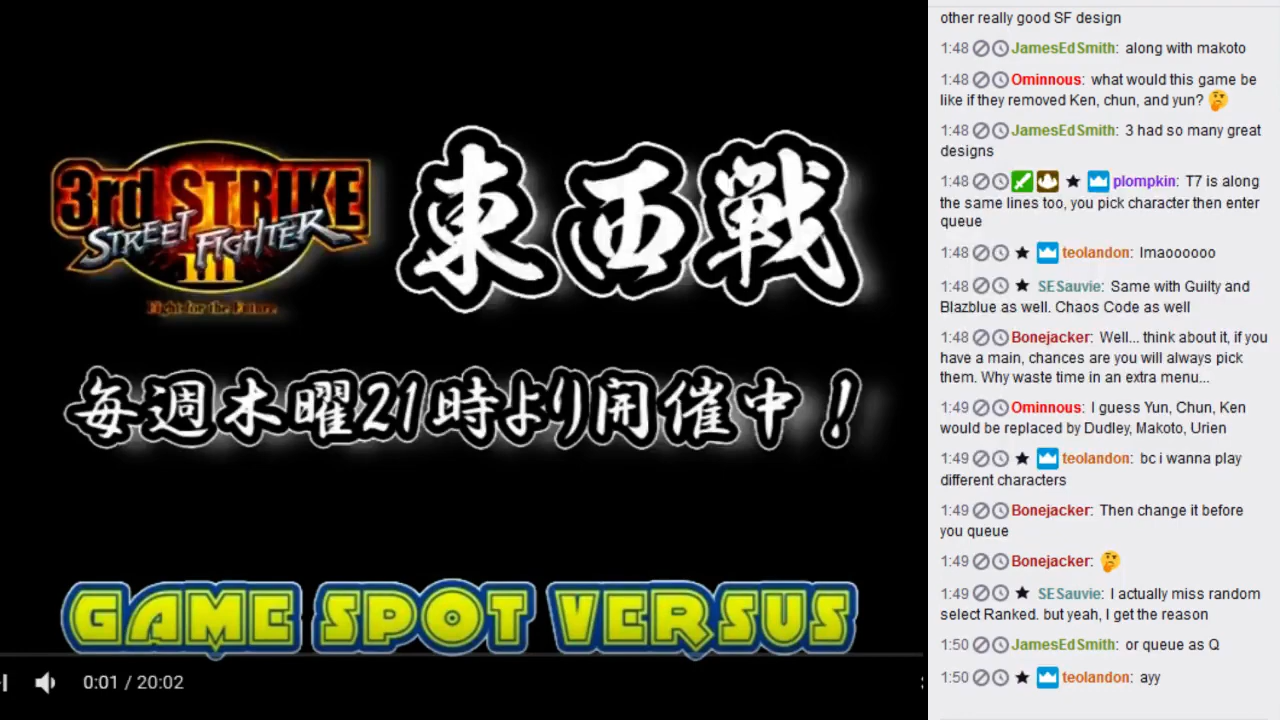 3rd STRIKE
STREET FIGHTER
III
Fight for the Future
東西戦
毎週木曜21時より開催中！
GAME SPOT VERSUS
0:01 / 20:02
other really good SF design
1:48 JamesEdSmith: along with makoto
1:48 Ominnous: what would this game be
like if they removed Ken, chun, and yun? 🤔
1:48 JamesEdSmith: 3 had so many great
designs
1:48 plompkin: T7 is along
the same lines too, you pick character then enter
queue
1:48 teolandon: lmaoooooo
1:48 SESauvie: Same with Guilty and
Blazblue as well. Chaos Code as well
1:48 Bonejacker: Well... think about it, if you
have a main, chances are you will always pick
them. Why waste time in an extra menu...
1:49 Ominnous: I guess Yun, Chun, Ken
would be replaced by Dudley, Makoto, Urien
1:49 teolandon: bc i wanna play
different characters
1:49 Bonejacker: Then change it before
you queue
1:49 Bonejacker: 🤔
1:49 SESauvie: I actually miss random
select Ranked. but yeah, I get the reason
1:50 JamesEdSmith: or queue as Q
1:50 teolandon: ayy